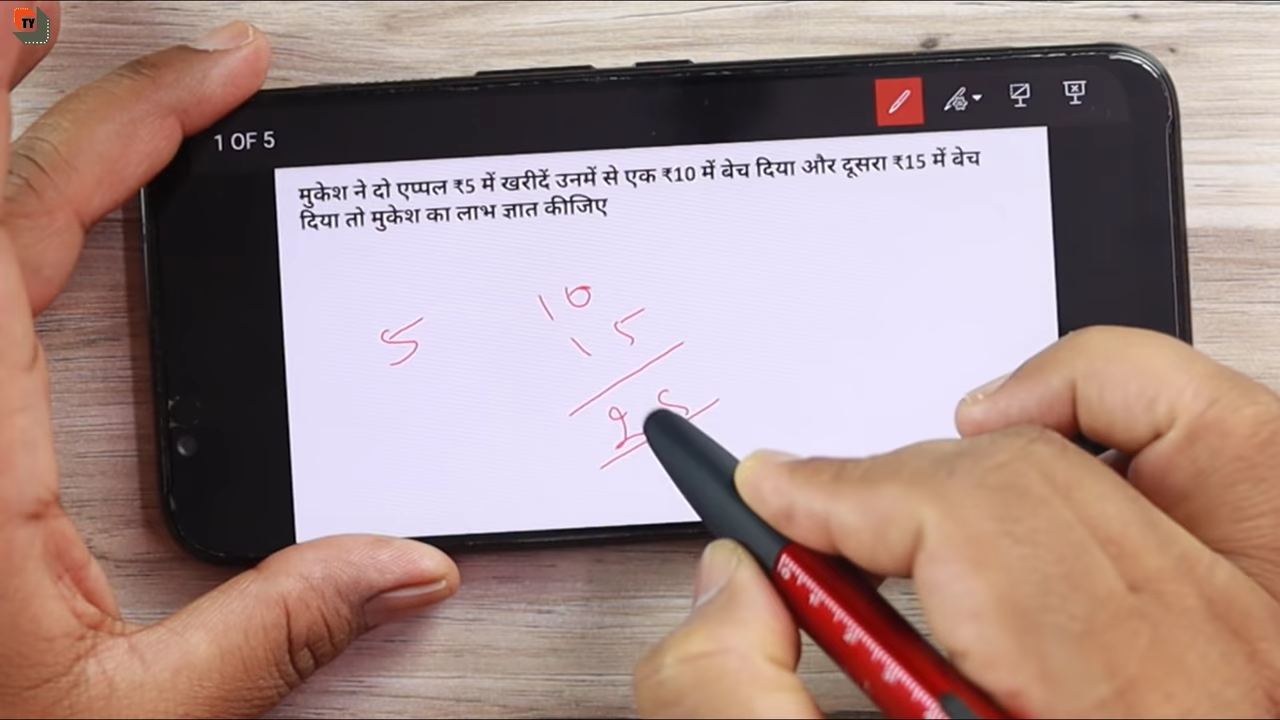 TY
1 OF 5
मुकेश ने दो एप्पल ₹5 में खरीदें उनमें से एक ₹10 में बेच दिया और दूसरा ₹15 में बेच
दिया तो मुकेश का लाभ ज्ञात कीजिए
10
5 15
25